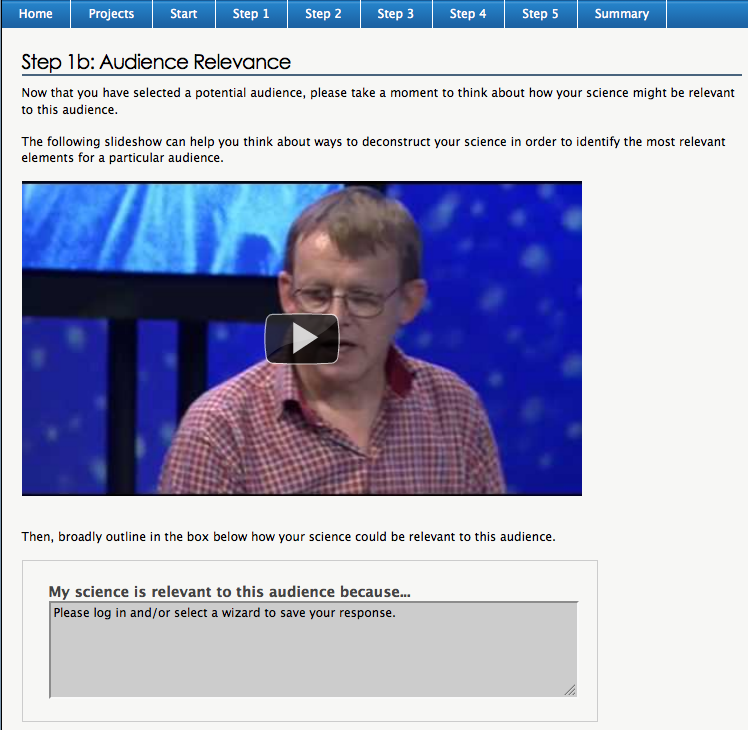 Home Projects Start Step 1 Step 2 Step 3 Step 4 Step 5 Summary
Step 1b: Audience Relevance
Now that you have selected a potential audience, please take a moment to think about how your science might be relevant
to this audience.
The following slideshow can help you think about ways to deconstruct your science in order to identify the most relevant
elements for a particular audience.
Then, broadly outline in the box below how your science could be relevant to this audience.
My science is relevant to this audience because...
Please log in and/or select a wizard to save your response.